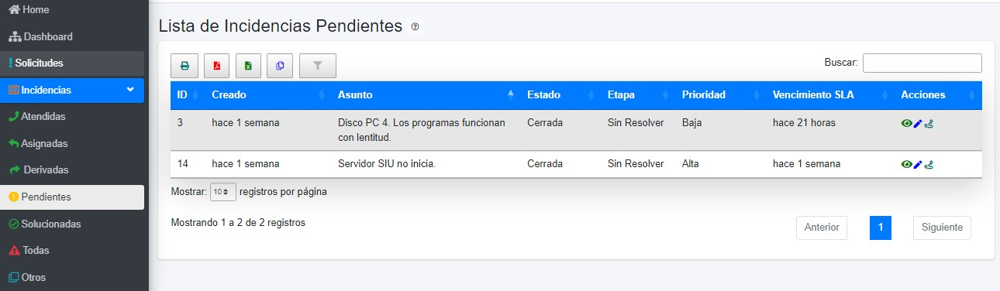 Home
Dashboard
Solicitudes
Incidencias
Atendidas
Asignadas
Derivadas
Pendientes
Solucionadas
Todas
Otros
Lista de Incidencias Pendientes
Buscar:
ID Creado Asunto Estado Etapa Prioridad Vencimiento SLA Acciones
3 hace 1 semana Disco PC 4. Los programas funcionan Cerrada Sin Resolver Baja hace 21 horas
con lentitud.
14 hace 1 semana Servidor SIU no inicia. Cerrada Sin Resolver Alta hace 1 semana
Mostrar: 10 registros por página
Mostrando 1 a 2 de 2 registros
Anterior 1 Siguiente